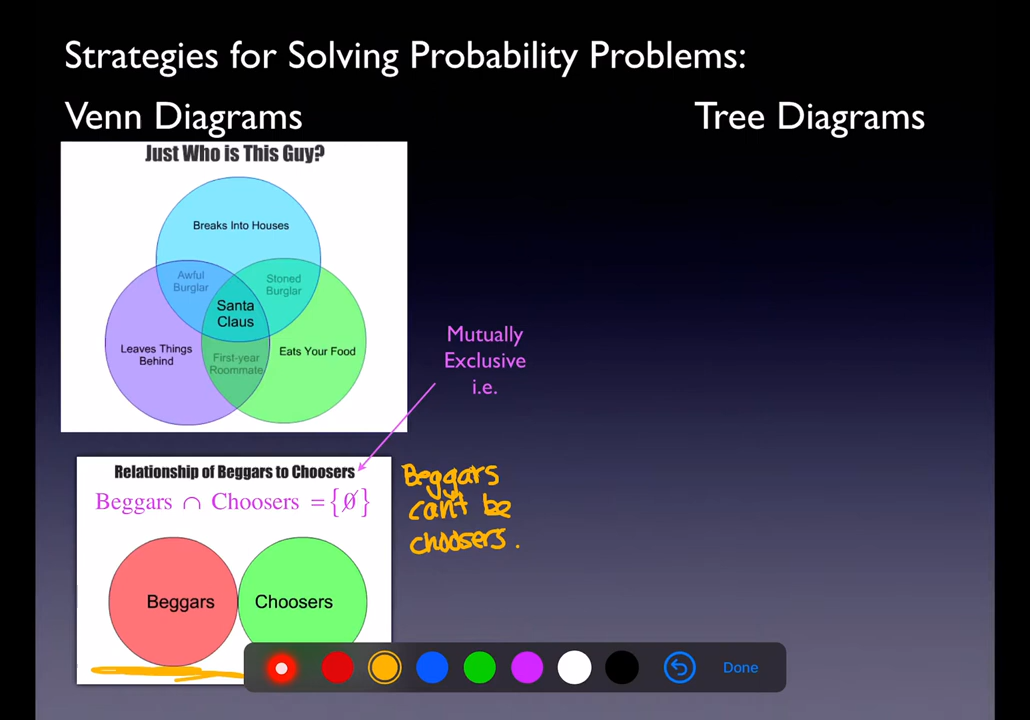 Strategies for Solving Probability Problems:
Venn Diagrams
Tree Diagrams
Just Who is This Guy?
Breaks Into Houses
Awful
Burglar
Stoned
Burglar
Santa
Claus
Leaves Things
Behind
Eats Your Food
First-year
Roommate
Mutually
Exclusive
i.e.
Relationship of Beggars to Choosers
Beggars ∩ Choosers = {∅}
Beggars
can't be
choosers.
Beggars
Choosers
Done